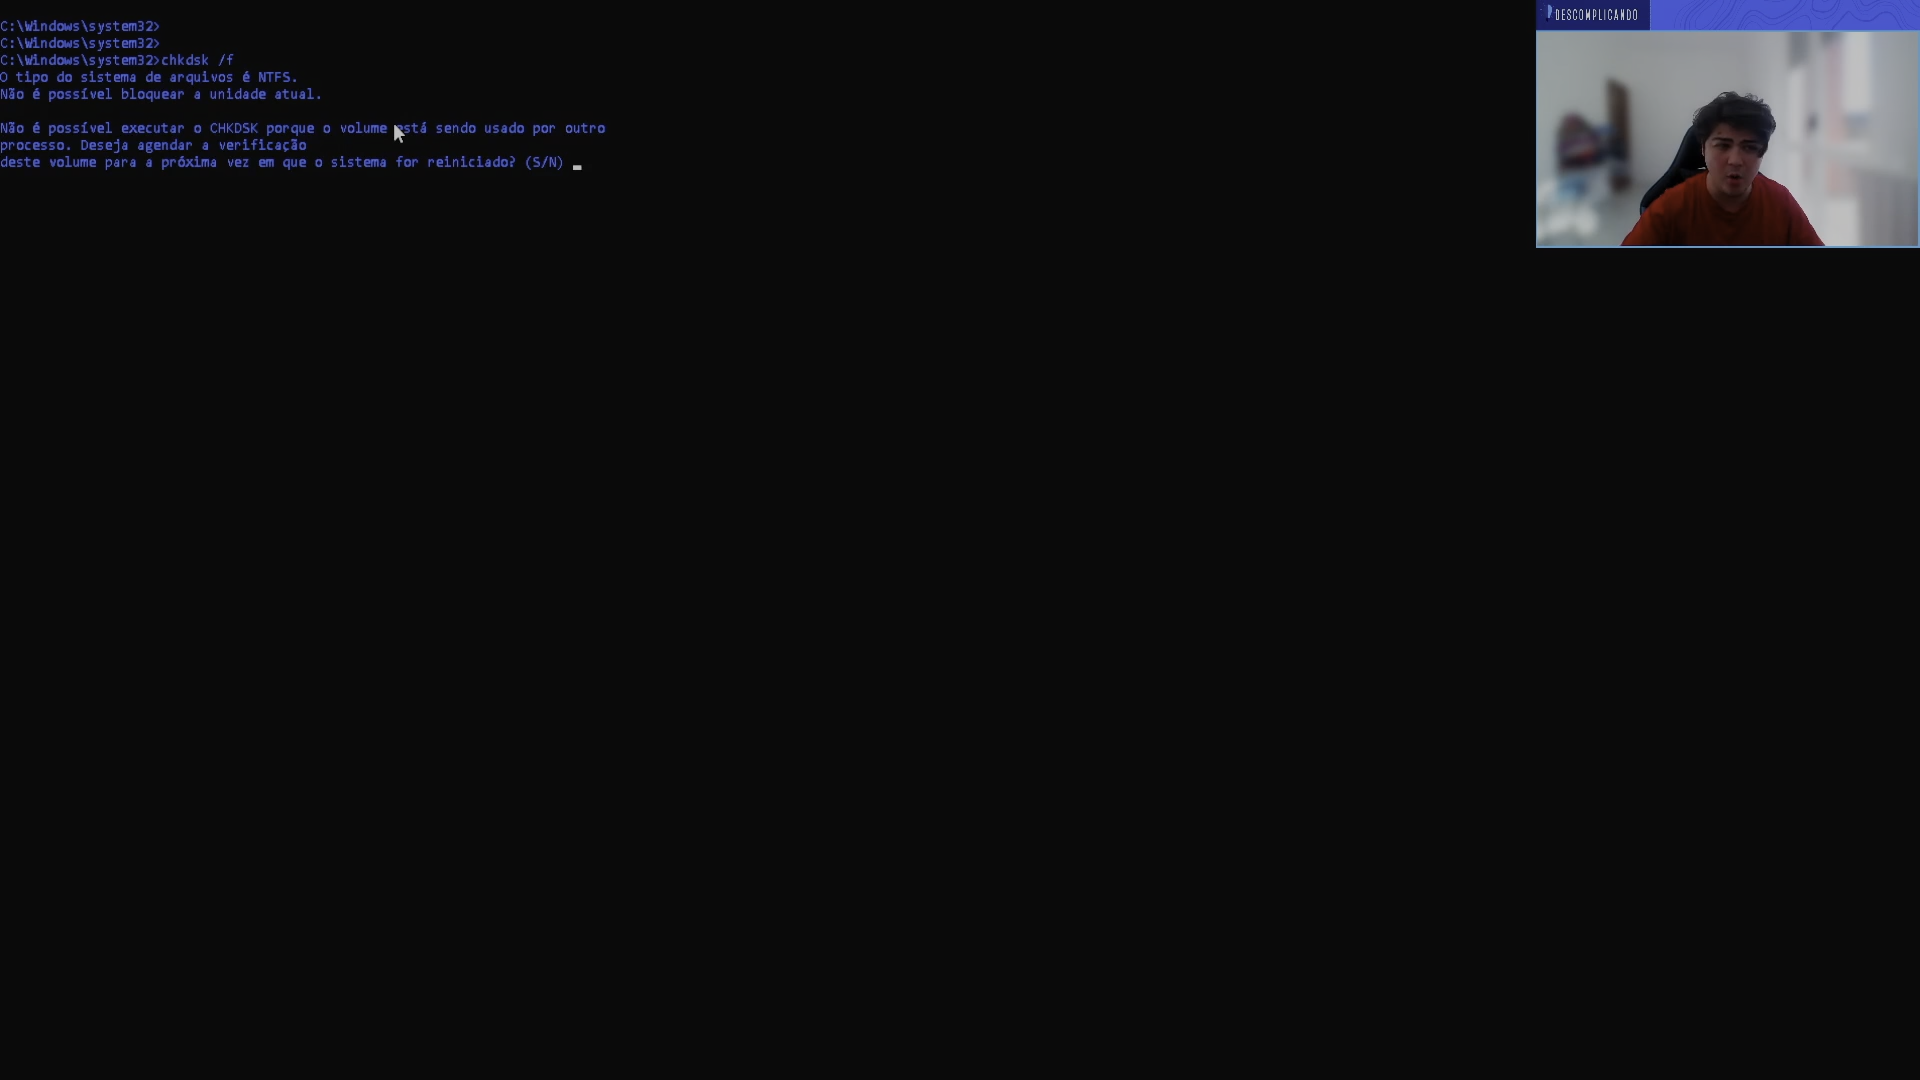 C:\Windows\system32>
C:\Windows\system32>
C:\Windows\system32>chkdsk /f
O tipo do sistema de arquivos é NTFS.
Não é possível bloquear a unidade atual.
Não é possível executar o CHKDSK porque o volume está sendo usado por outro
processo. Deseja agendar a verificação
deste volume para a próxima vez em que o sistema for reiniciado? (S/N)
DESCOMPLICANDO